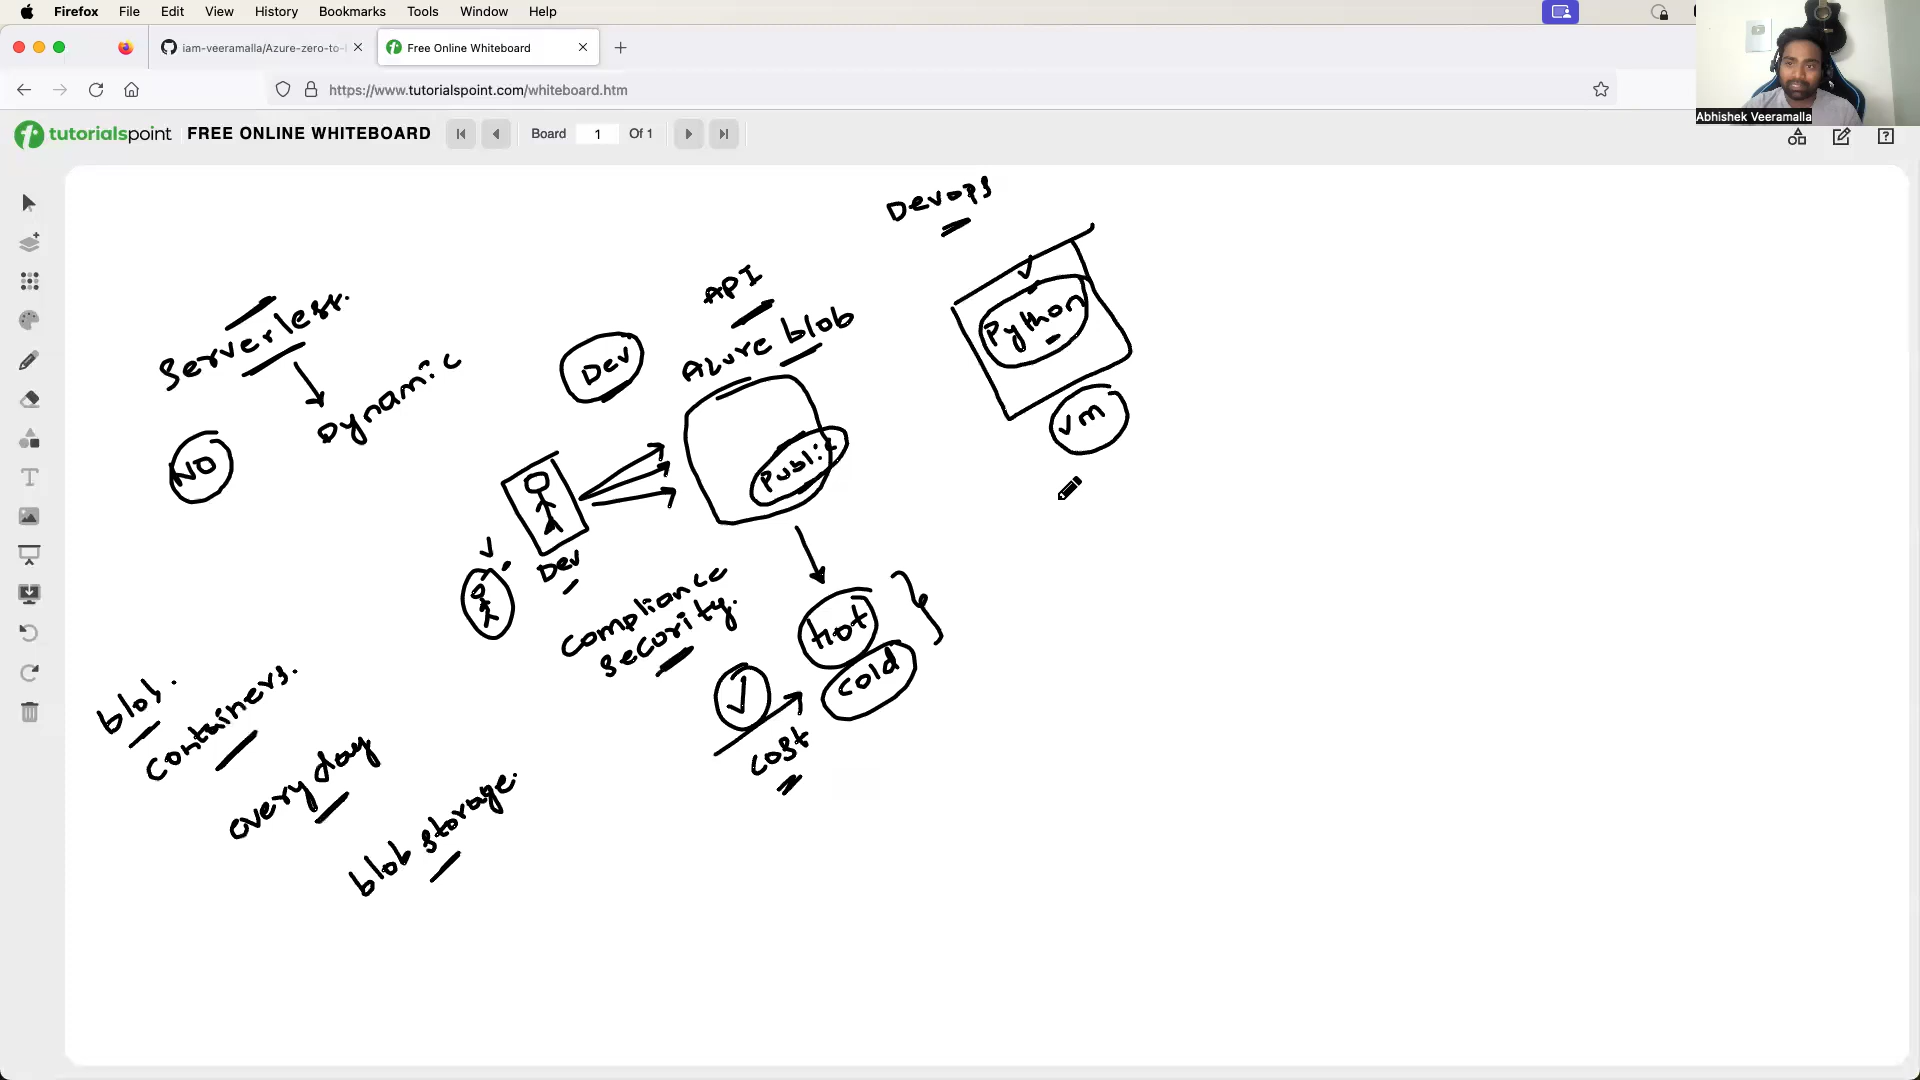 Firefox File Edit View History Bookmarks Tools Window Help
iam-veeramalla/Azure-zero-to-
Free Online Whiteboard
https://www.tutorialspoint.com/whiteboard.htm
Abhishek Veeramalla
tutorialspoint FREE ONLINE WHITEBOARD Board 1 Of 1
Devops
API
Azure blob
Python
VM
Serverless.
Dynamic
NO
Dev
Public
Dev
Compliance
Security.
hot
cold
cost
blob.
containers.
every day
blob storage.